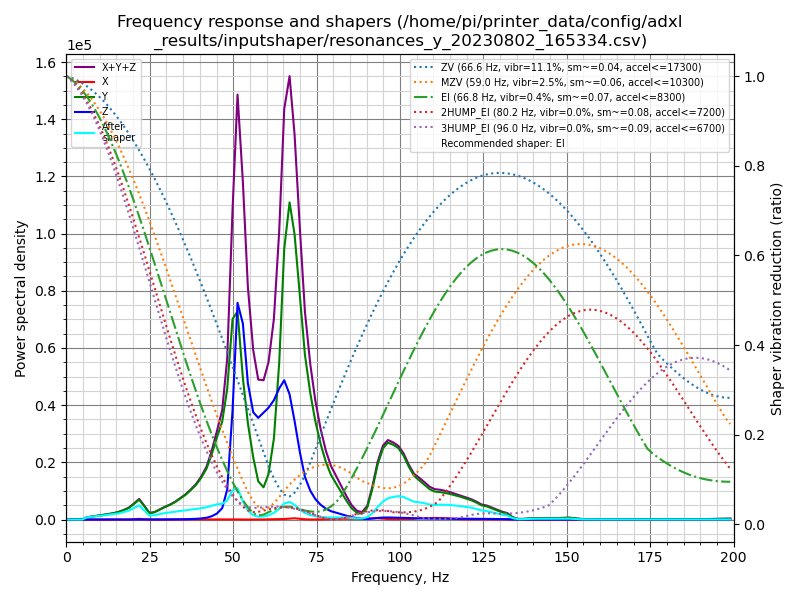 Frequency response and shapers (/home/pi/printer_data/config/adxl
_results/inputshaper/resonances_y_20230802_165334.csv)
1e5
X+Y+Z
X
Y
Z
After
shaper
ZV (66.6 Hz, vibr=11.1%, sm~=0.04, accel<=17300)
MZV (59.0 Hz, vibr=2.5%, sm~=0.06, accel<=10300)
EI (66.8 Hz, vibr=0.4%, sm~=0.07, accel<=8300)
2HUMP_EI (80.2 Hz, vibr=0.0%, sm~=0.08, accel<=7200)
3HUMP_EI (96.0 Hz, vibr=0.0%, sm~=0.09, accel<=6700)
Recommended shaper: EI
Power spectral density
1.6
1.4
1.2
1.0
0.8
0.6
0.4
0.2
0.0
1.0
0.8
0.6
0.4
0.2
0.0
Shaper vibration reduction (ratio)
0 25 50 75 100 125 150 175 200
Frequency, Hz